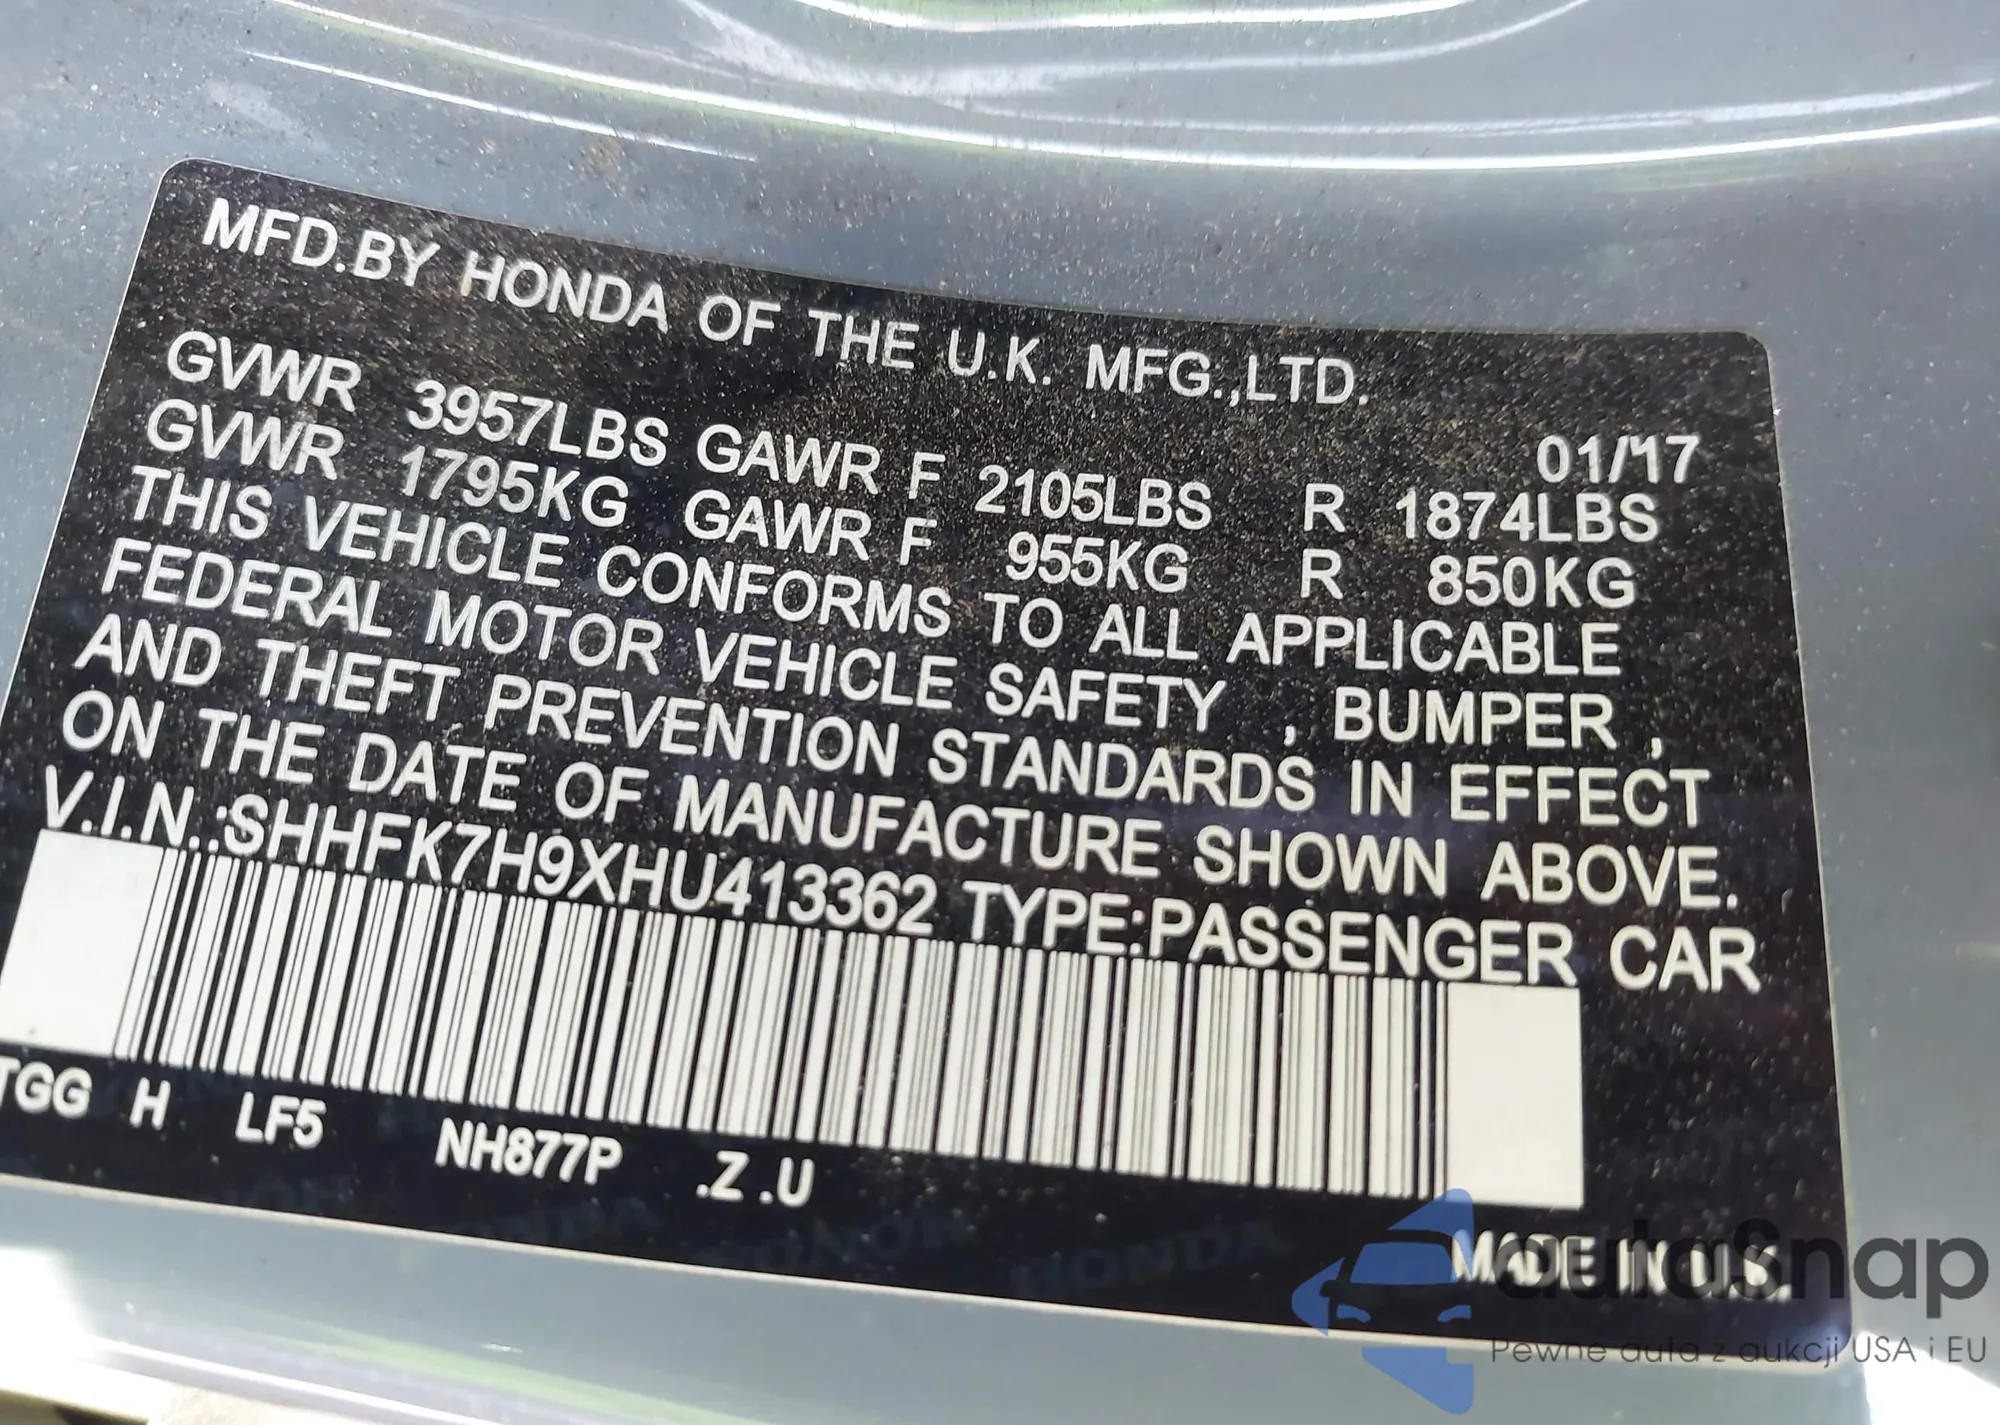 MFD.BY HONDA OF THE U.K. MFG.,LTD.
01/'17
GVWR 3957LBS GAWR F 2105LBS R 1874LBS
GVWR 1795KG GAWR F 955KG R 850KG
THIS VEHICLE CONFORMS TO ALL APPLICABLE
FEDERAL MOTOR VEHICLE SAFETY , BUMPER ,
AND THEFT PREVENTION STANDARDS IN EFFECT
ON THE DATE OF MANUFACTURE SHOWN ABOVE.
V.I.N.:SHHFK7H9XHU413362 TYPE:PASSENGER CAR
TGG H LF5 NH877P .Z .U
HONDA
MADE IN U.K.
autoSnap
Pewne auta z aukcji USA i EU